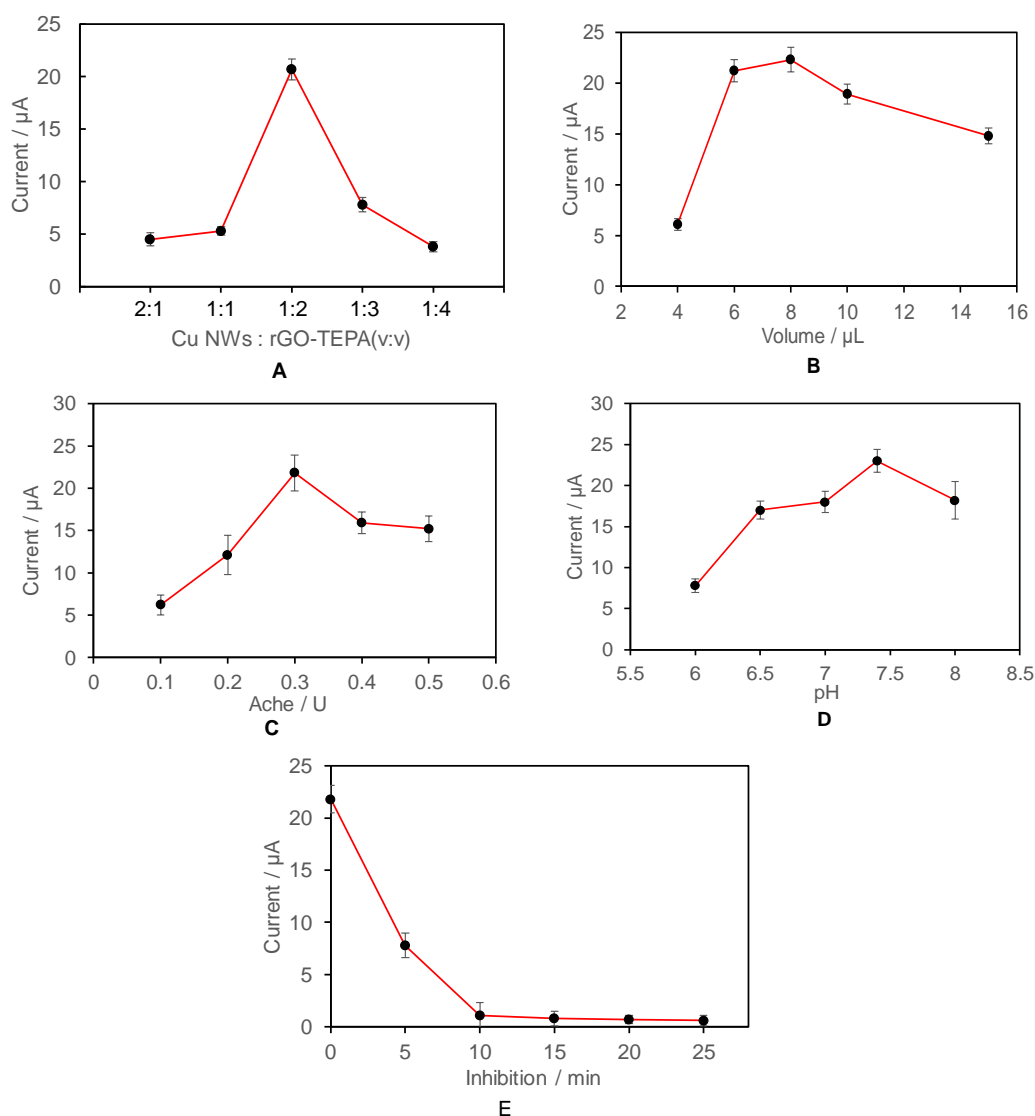 25
20
15
10
5
0
Current / µA
2:1 1:1 1:2 1:3 1:4
Cu NWs : rGO-TEPA(v:v)
A
25
20
15
10
5
0
Current / µA
2 4 6 8 10 12 14 16
Volume / µL
B
30
25
20
15
10
5
0
Current / µA
0 0.1 0.2 0.3 0.4 0.5 0.6
Ache / U
C
30
25
20
15
10
5
0
Current / µA
5.5 6 6.5 7 7.5 8 8.5
pH
D
25
20
15
10
5
0
Current / µA
0 5 10 15 20 25
Inhibition / min
E